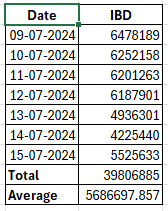 Date IBD
09-07-2024 6478189
10-07-2024 6252158
11-07-2024 6201263
12-07-2024 6187901
13-07-2024 4936301
14-07-2024 4225440
15-07-2024 5525633
Total 39806885
Average 5686697.857